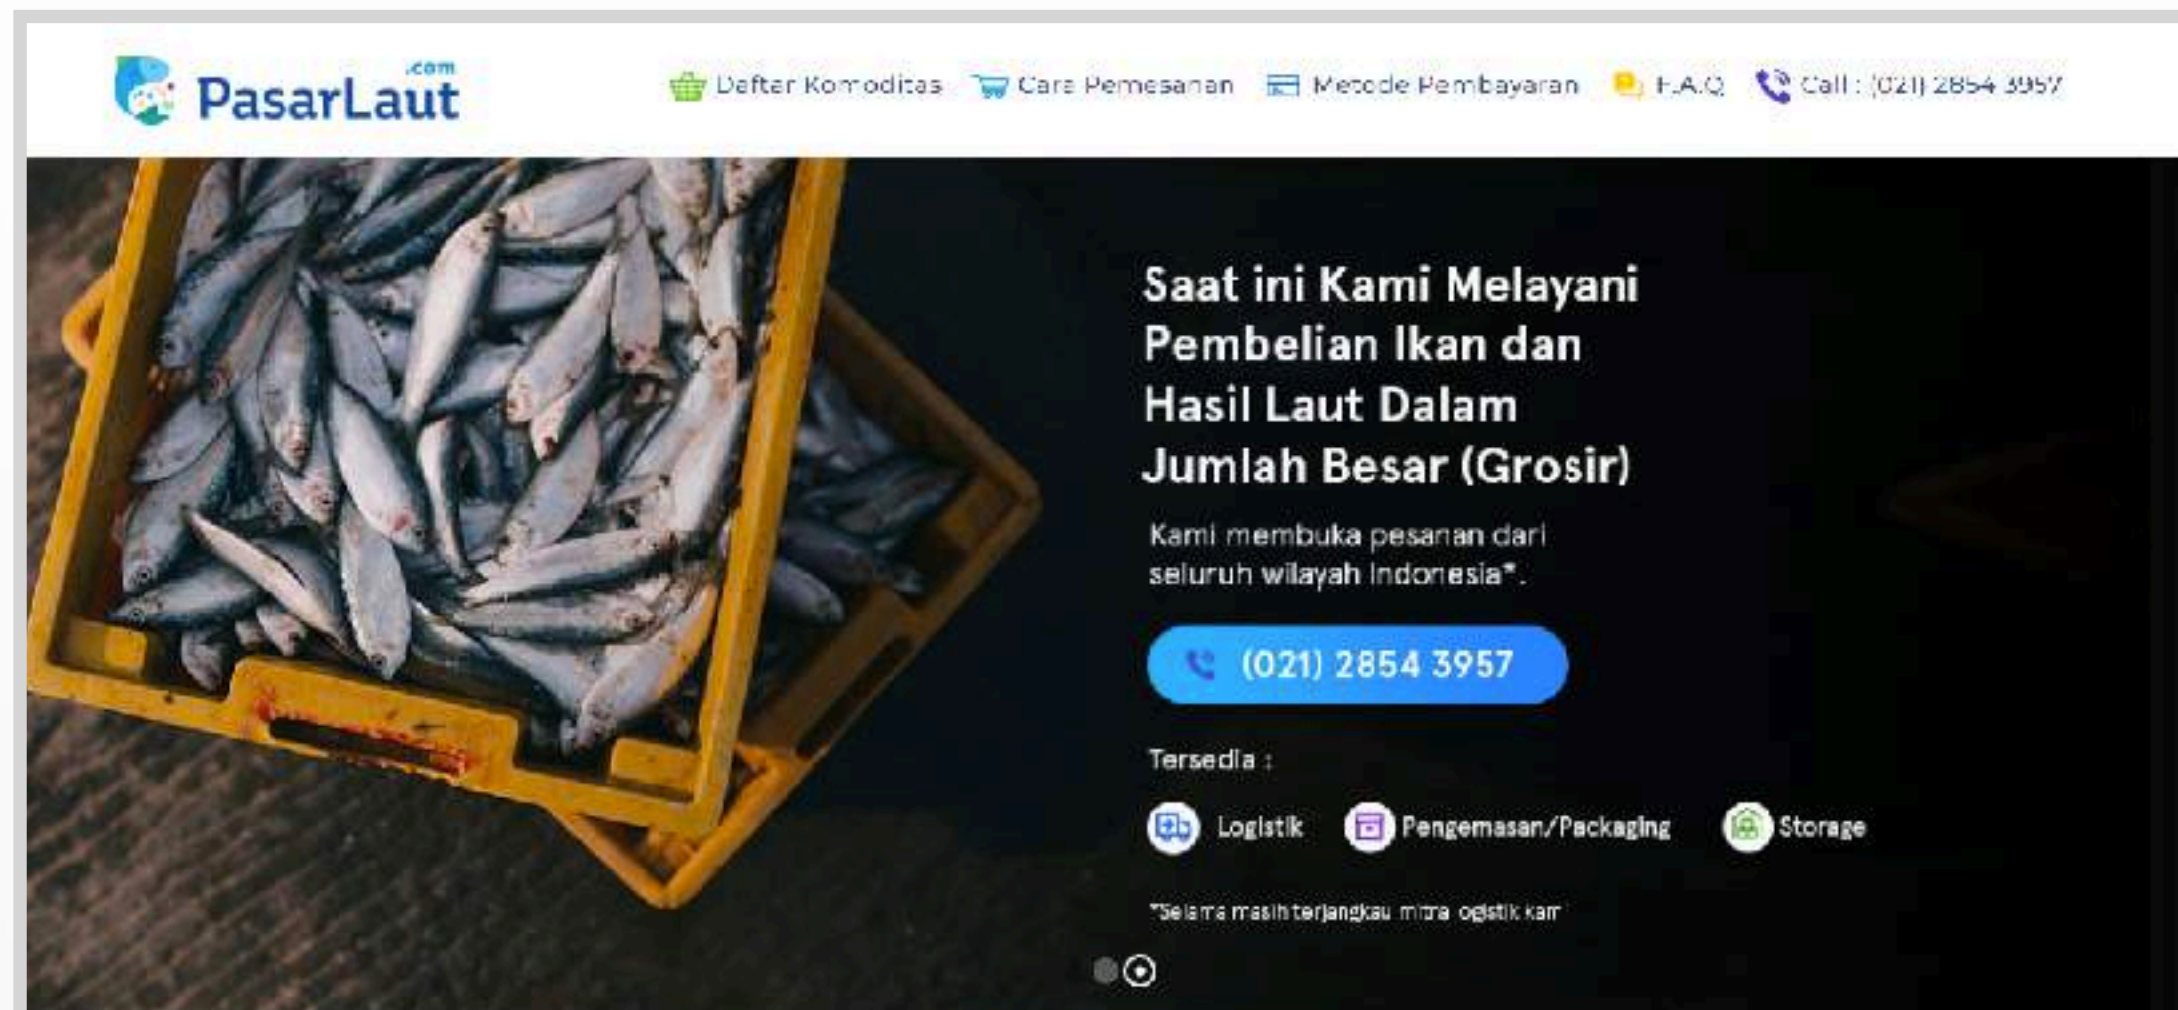 PasarLaut.com
Daftar Komoditas Cara Pemesanan Metode Pembayaran F.A.Q Call : (021) 2854 3957
Saat ini Kami Melayani
Pembelian Ikan dan
Hasil Laut Dalam
Jumlah Besar (Grosir)
Kami membuka pesanan dari
seluruh wilayah Indonesia*.
(021) 2854 3957
Tersedia :
Logistik Pengemasan/Packaging Storage
*Selama masih terjangkau mitra logistik kami